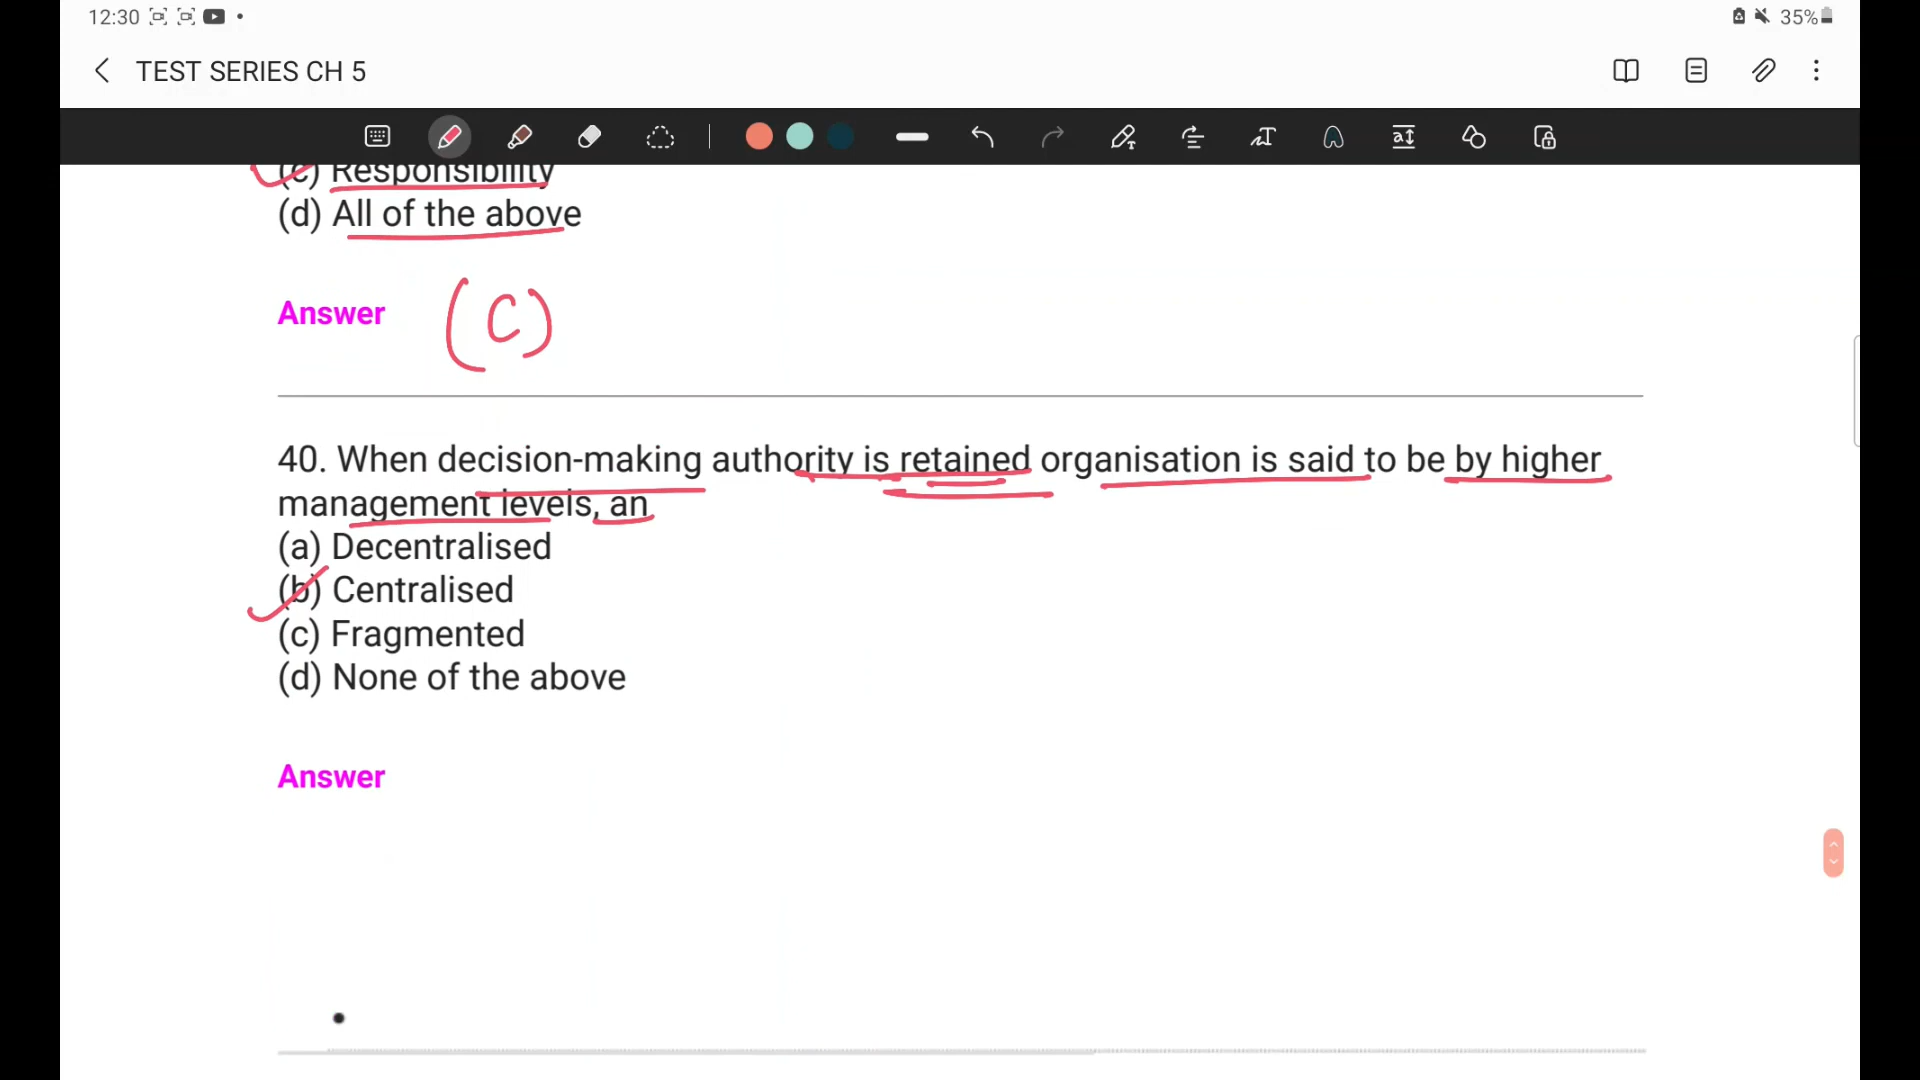 12:30
35%
TEST SERIES CH 5
(c) Responsibility
(d) All of the above
Answer (C)
40. When decision-making authority is retained organisation is said to be by higher
management levels, an
(a) Decentralised
(b) Centralised
(c) Fragmented
(d) None of the above
Answer